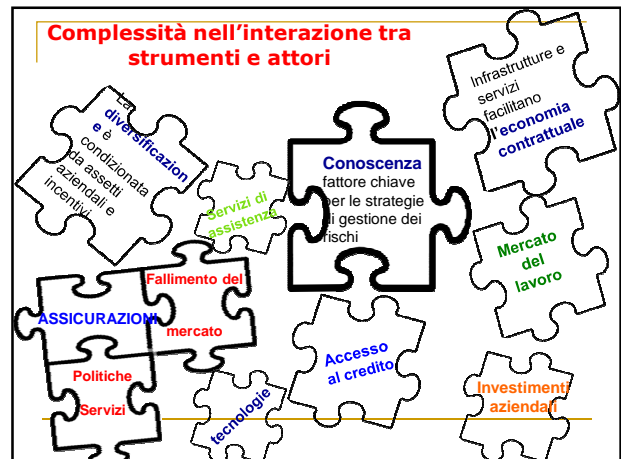 Complessità nell'interazione tra
strumenti e attori
La
diversificazion
e è
condizionata
da assetti
aziendali e
incentivi
Servizi di
assistenza
Conoscenza
fattore chiave
per le strategie
di gestione dei
rischi
Infrastrutture e
servizi
facilitano
l'economia
contrattuale
Mercato
del
lavoro
Fallimento del
mercato
ASSICURAZIONI
Politiche
Servizi
tecnologie
Accesso
al credito
Investimenti
aziendali